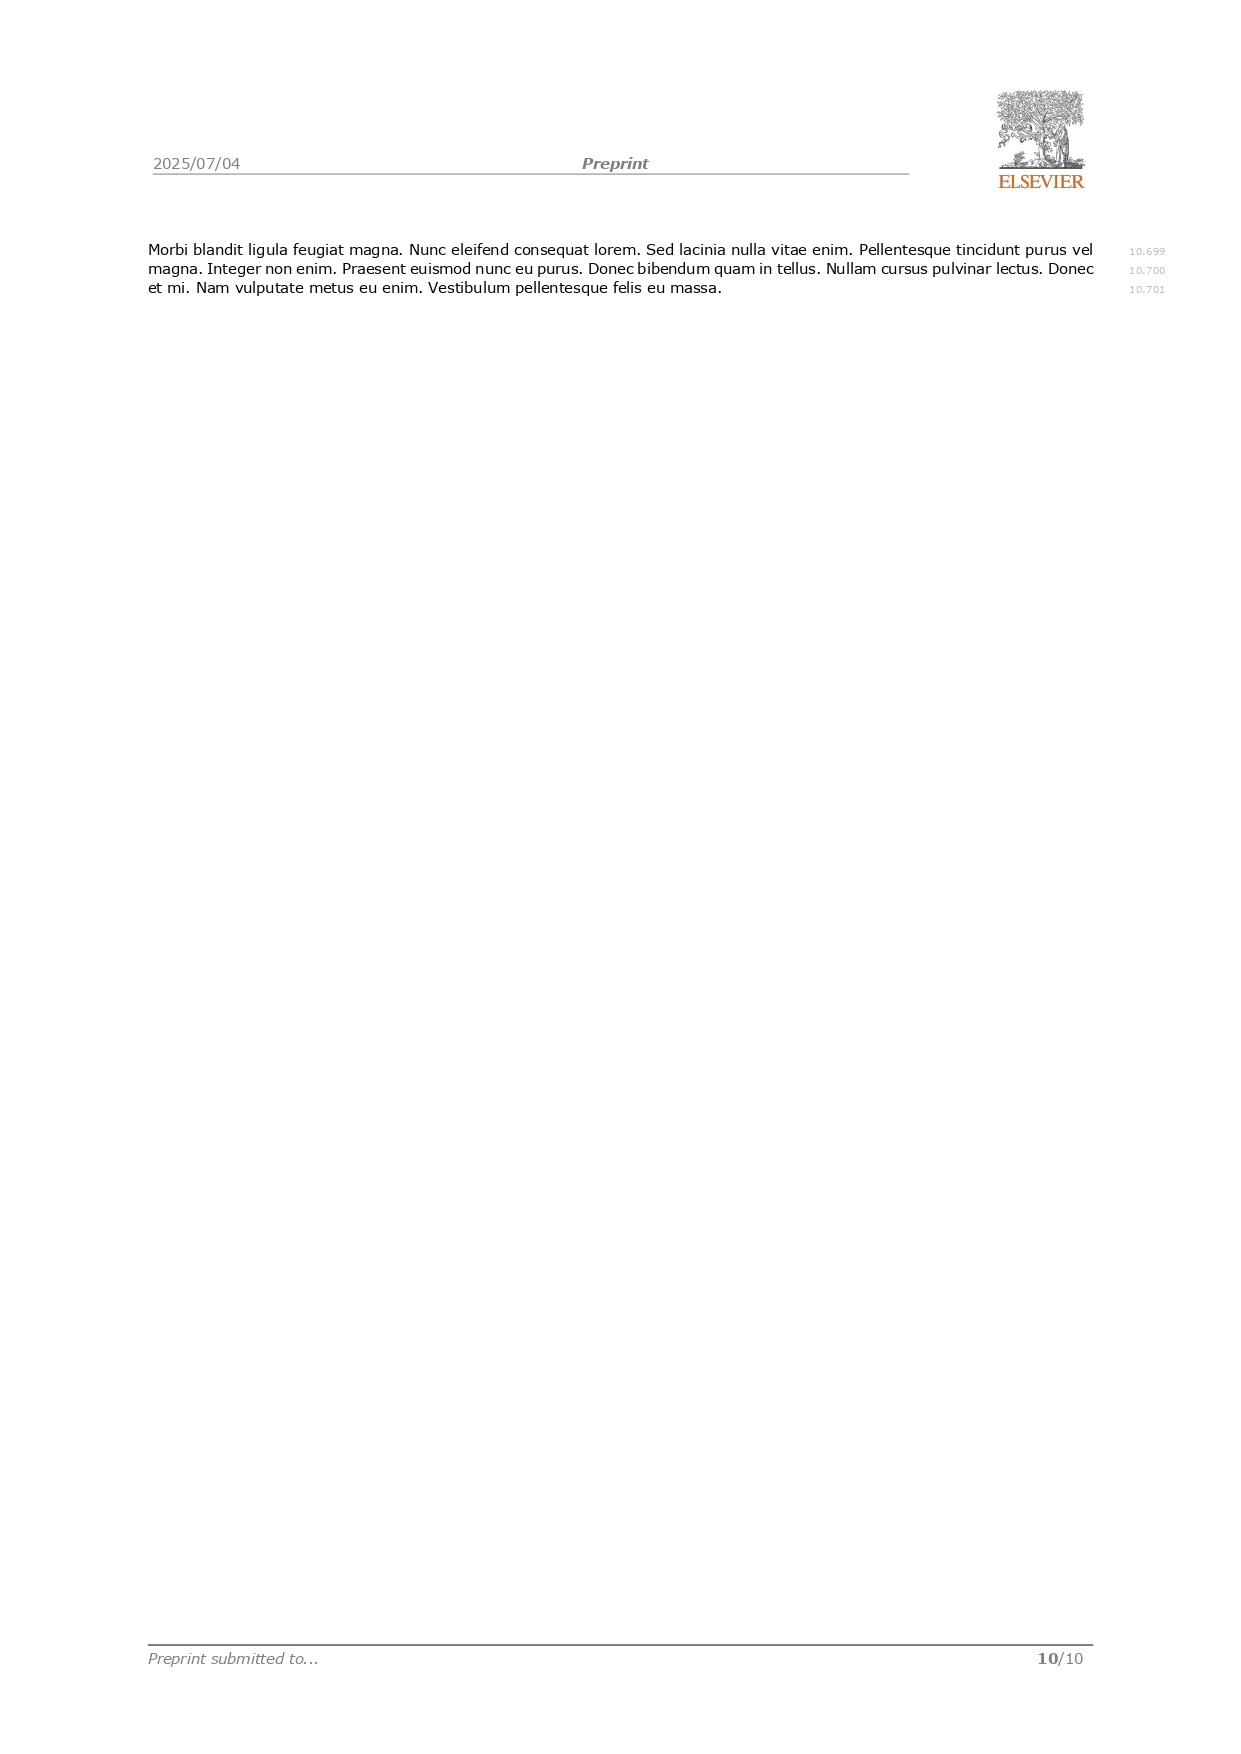 2025/07/04 Preprint
ELSEVIER
Morbi blandit ligula feugiat magna. Nunc eleifend consequat lorem. Sed lacinia nulla vitae enim. Pellentesque tincidunt purus vel 10.699
magna. Integer non enim. Praesent euismod nunc eu purus. Donec bibendum quam in tellus. Nullam cursus pulvinar lectus. Donec 10.700
et mi. Nam vulputate metus eu enim. Vestibulum pellentesque felis eu massa. 10.701
Preprint submitted to... 10/10